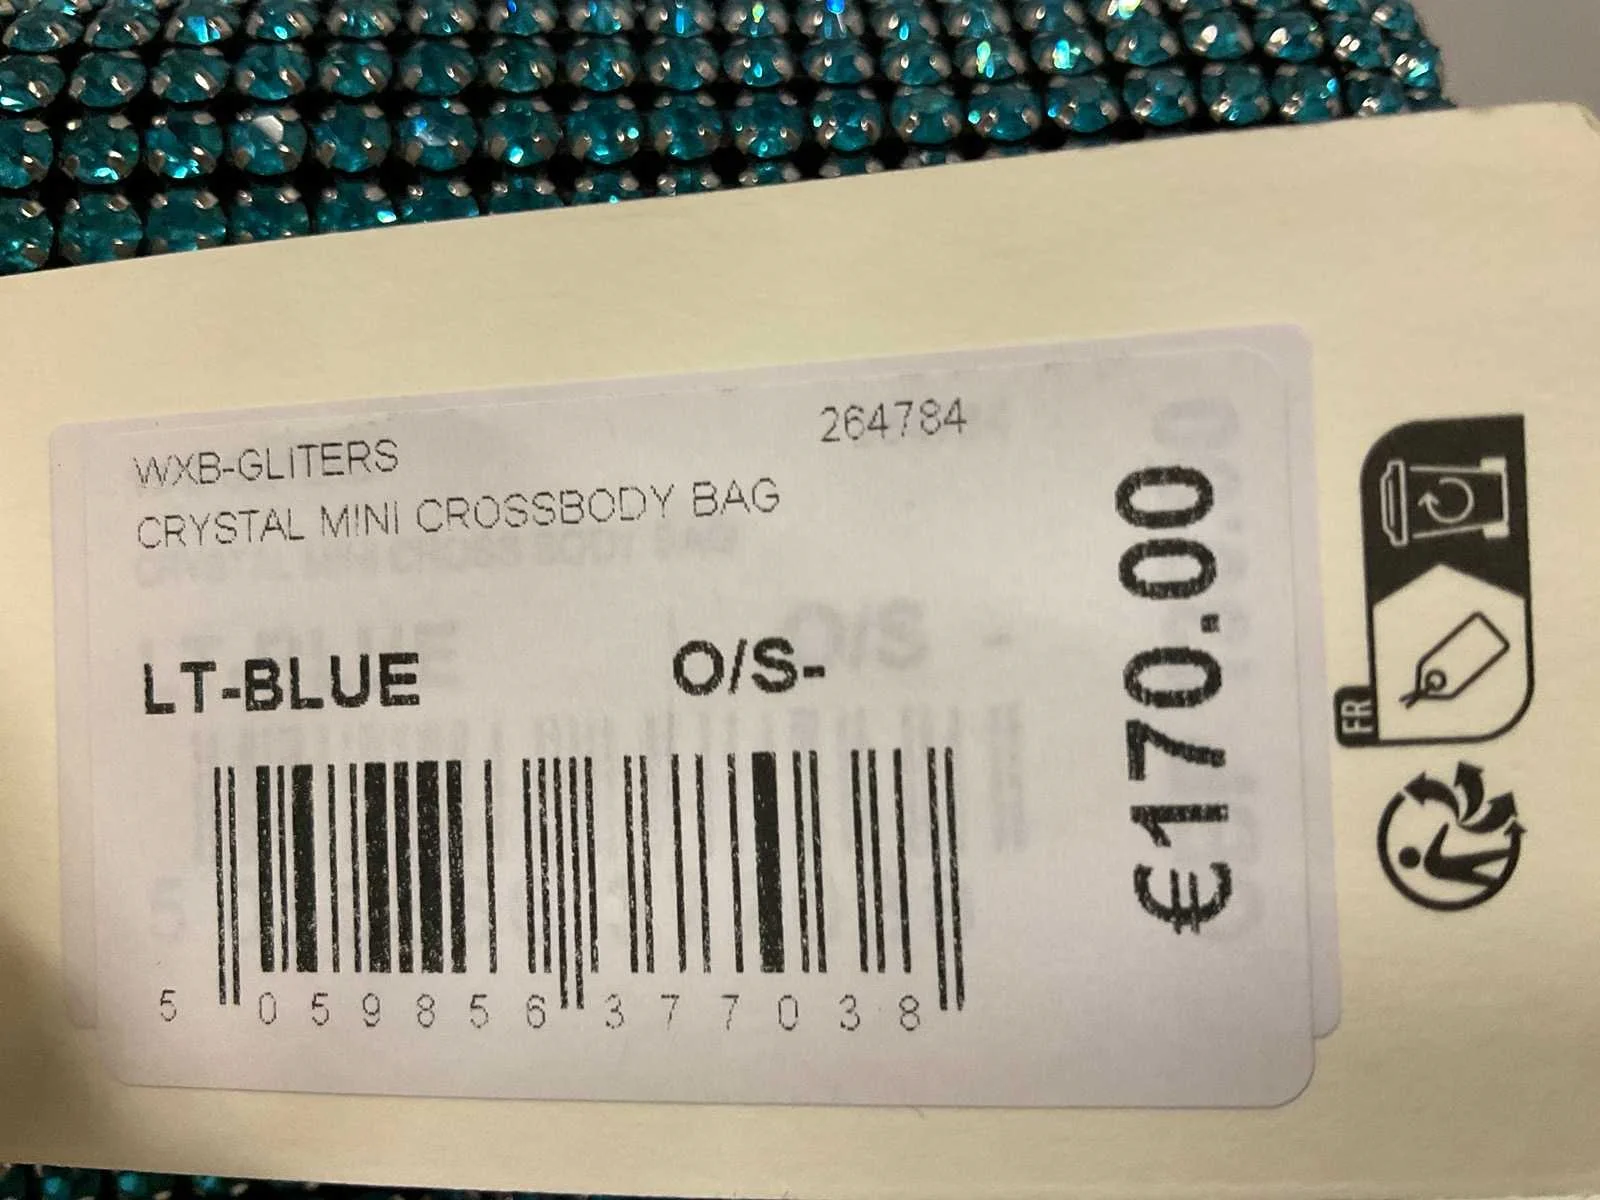 264784
WXB-GLITERS
CRYSTAL MINI CROSSBODY BAG
LT-BLUE O/S-
€170.00
5 059856 377038
FR